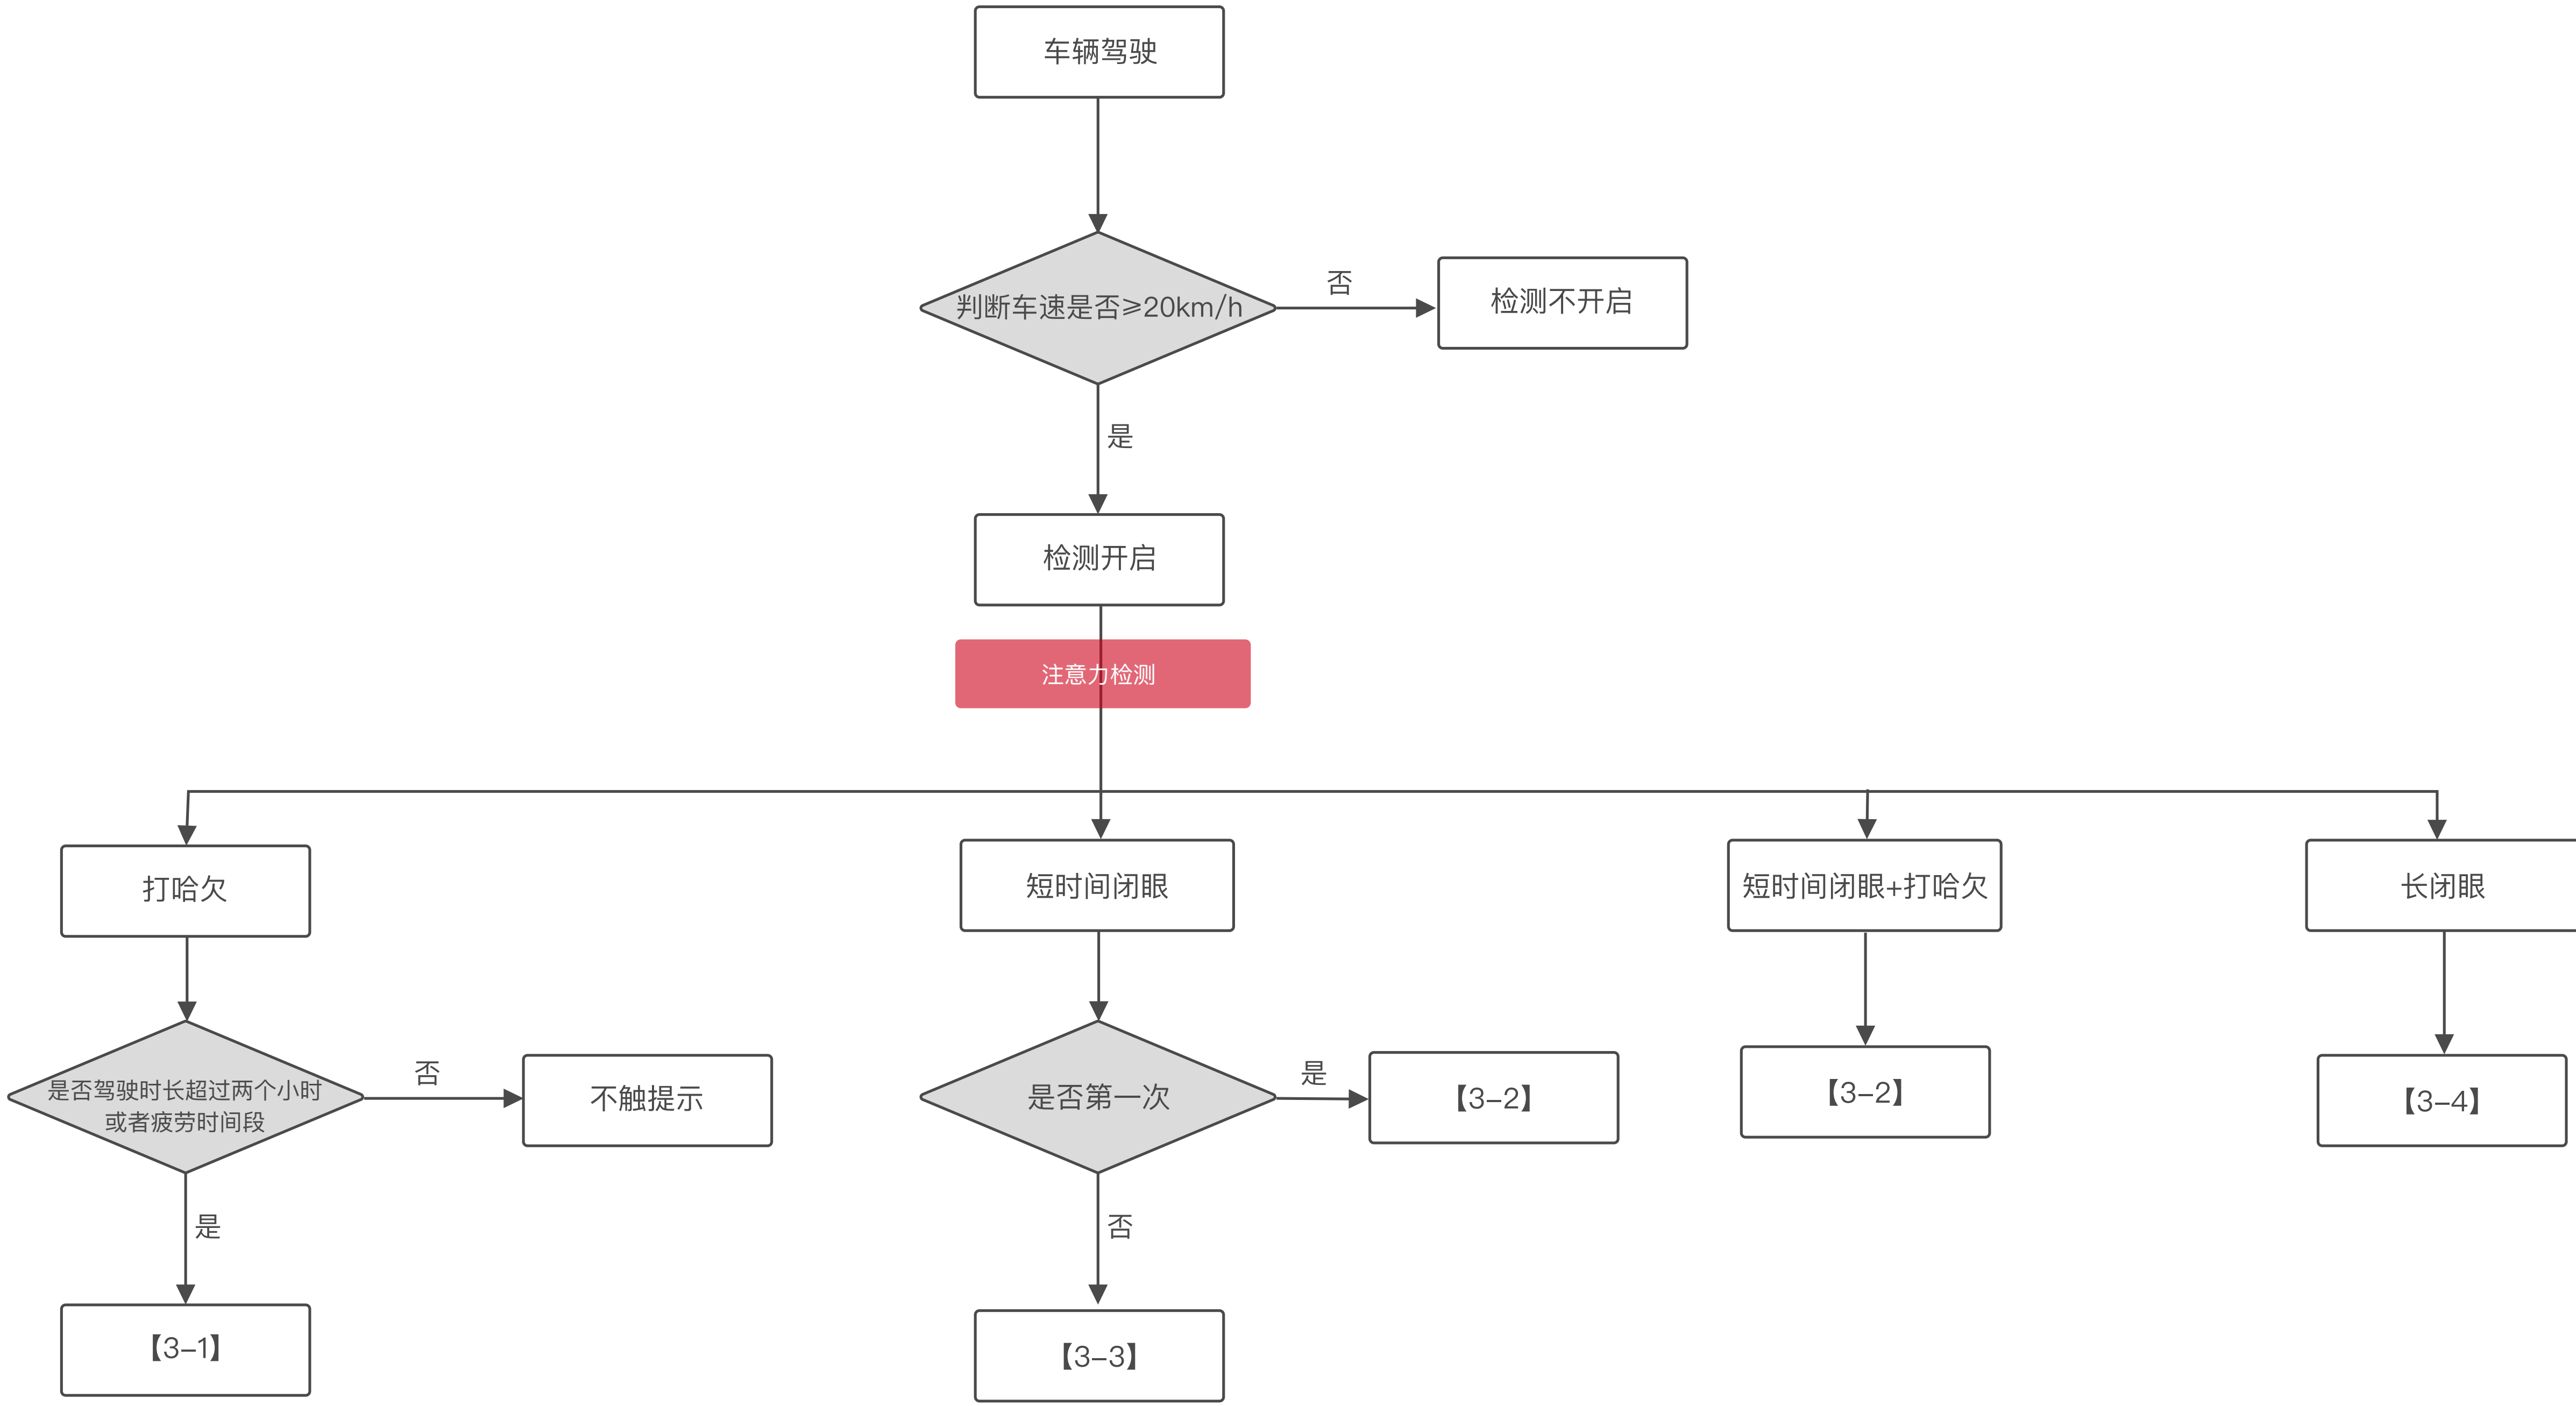 车辆驾驶
判断车速是否≥20km/h
否
检测不开启
是
检测开启
注意力检测
打哈欠
短时间闭眼
短时间闭眼+打哈欠
长闭眼
是否驾驶时长超过两个小时
或者疲劳时间段
否
不触提示
是否第一次
是
【3-2】
【3-2】
【3-4】
是
否
【3-1】
【3-3】